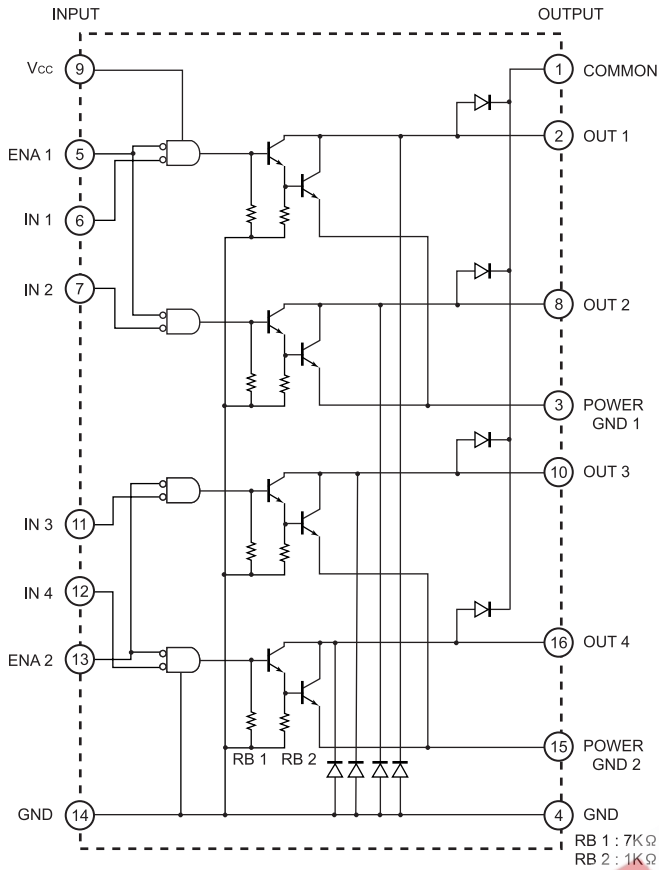 INPUT OUTPUT
VCC 9 1 COMMON
ENA 1 5 2 OUT 1
IN 1 6
IN 2 7 8 OUT 2
3 POWER
GND 1
10 OUT 3
IN 3 11
IN 4 12
16 OUT 4
ENA 2 13
15 POWER
GND 2
RB 1 RB 2
GND 14 4 GND
RB 1 : 7KΩ
RB 2 : 1KΩ